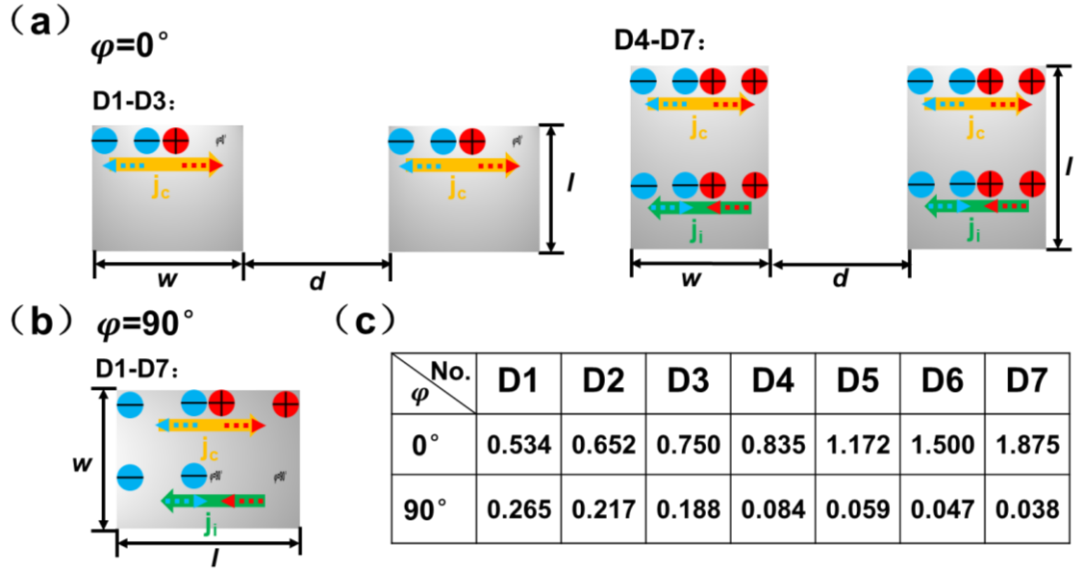 (a)
φ=0°
D1-D3:
− − +
− − +
jc
jc
l
w
d
D4-D7:
− − + +
− − + +
jc
jc
− − + +
− − + +
ji
ji
l
w
d
(b) φ=90°
D1-D7:
− − + +
jc
− −
ji
w
l
(c)
No. φ D1 D2 D3 D4 D5 D6 D7
0° 0.534 0.652 0.750 0.835 1.172 1.500 1.875
90° 0.265 0.217 0.188 0.084 0.059 0.047 0.038